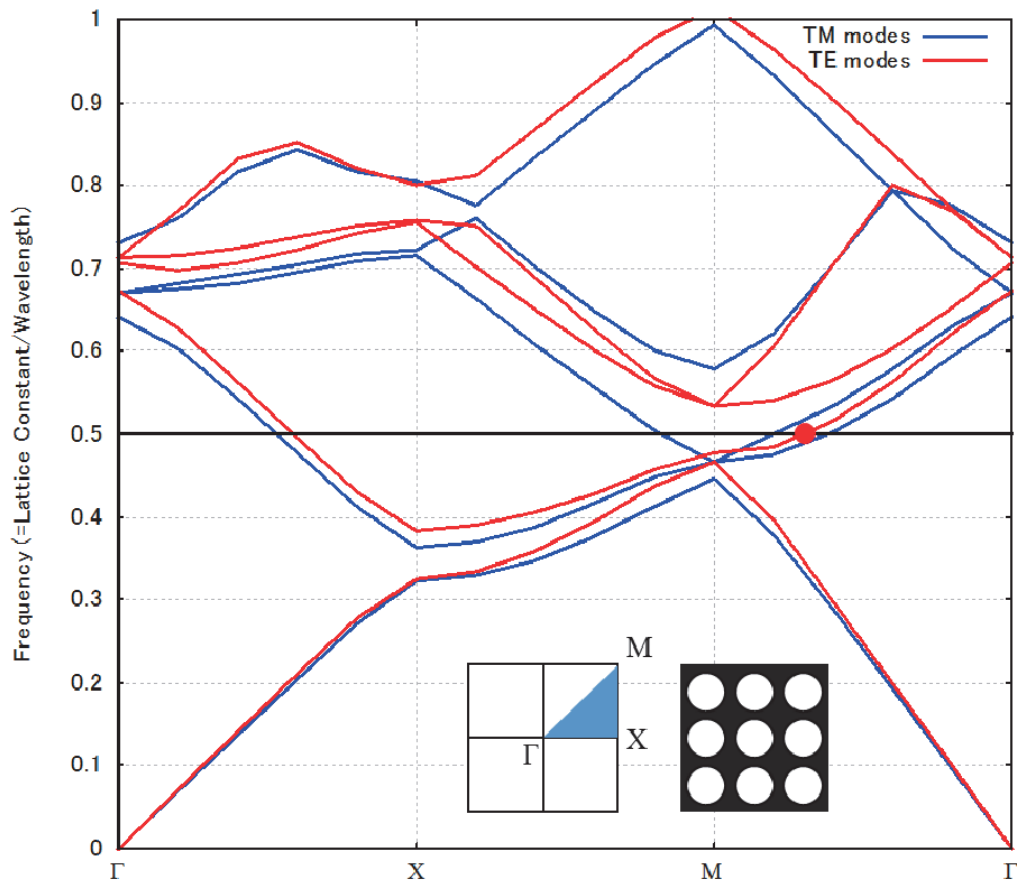 1
TM modes
TE modes
0.9
0.8
0.7
0.6
0.5
0.4
0.3
0.2
0.1
0
Frequency (=Lattice Constant/Wavelength)
M
Γ
X
Γ
X
M
Γ